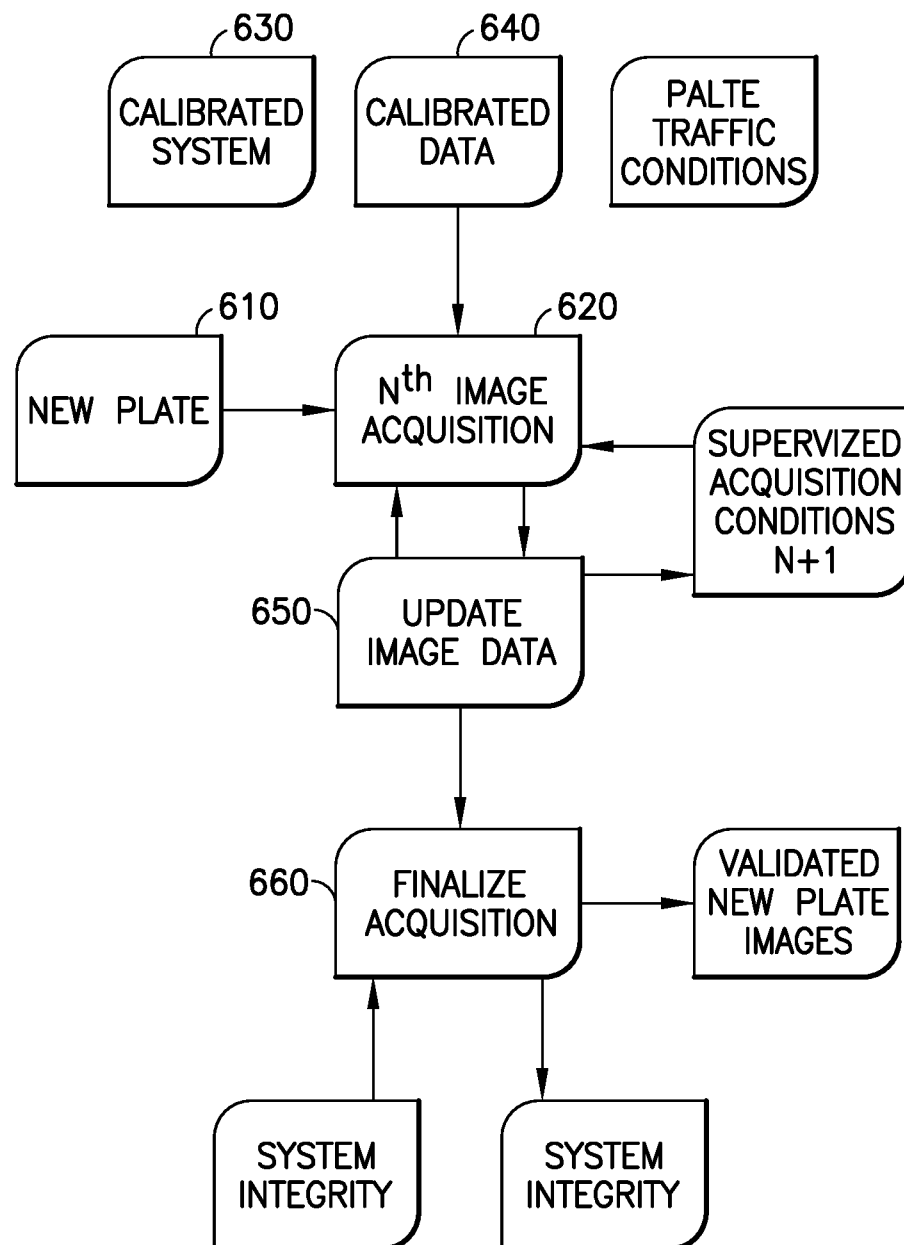 630
CALIBRATED
SYSTEM
640
CALIBRATED
DATA
PALTE
TRAFFIC
CONDITIONS
610
NEW PLATE
620
Nth IMAGE
ACQUISITION
SUPERVIZED
ACQUISITION
CONDITIONS
N+1
650
UPDATE
IMAGE DATA
660
FINALIZE
ACQUISITION
VALIDATED
NEW PLATE
IMAGES
SYSTEM
INTEGRITY
SYSTEM
INTEGRITY